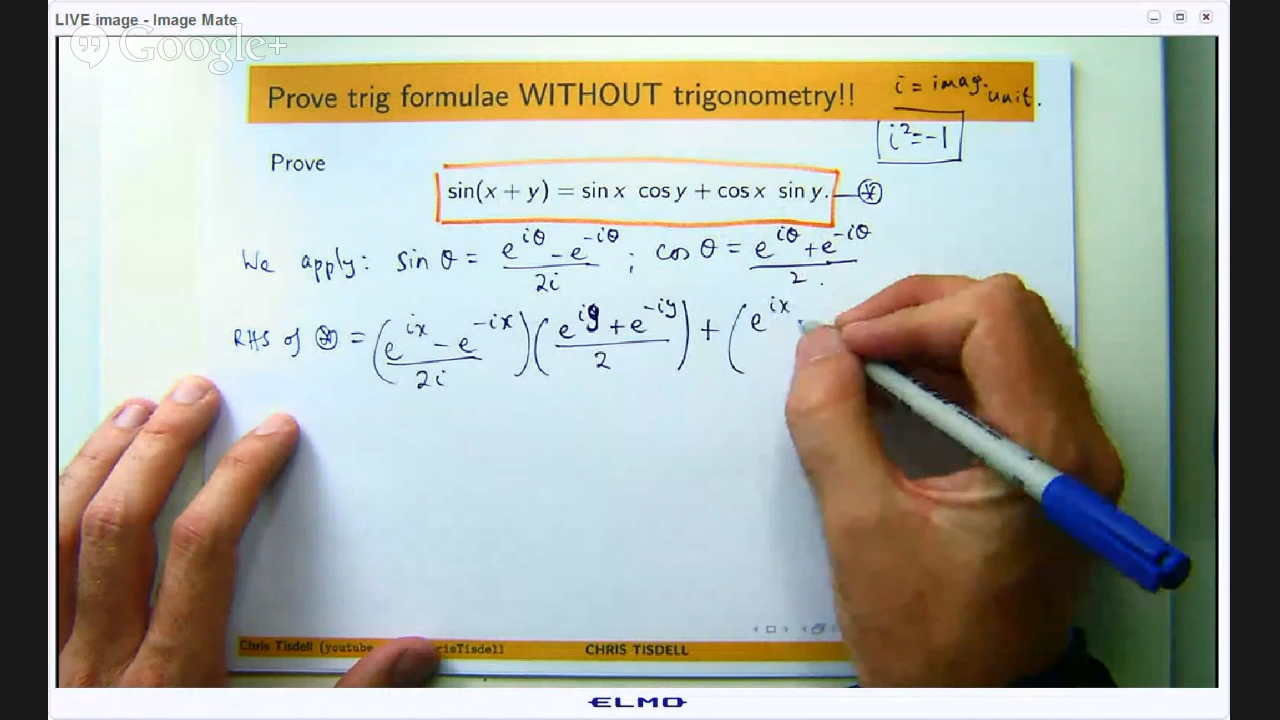 LIVE image - Image Mate
Google+
Prove trig formulae WITHOUT trigonometry!!
i = imag. unit.
i² = -1
Prove
sin(x + y) = sin x cos y + cos x sin y. — ⊛
We apply: sin θ = (e^{iθ} - e^{-iθ})/2i ; cos θ = (e^{iθ} + e^{-iθ})/2.
RHS of ⊛ = ((e^{ix} - e^{-ix})/2i)((e^{iy} + e^{-iy})/2) + (e^{ix}
Chris Tisdell (youtube risTisdell CHRIS TISDELL
ELMO